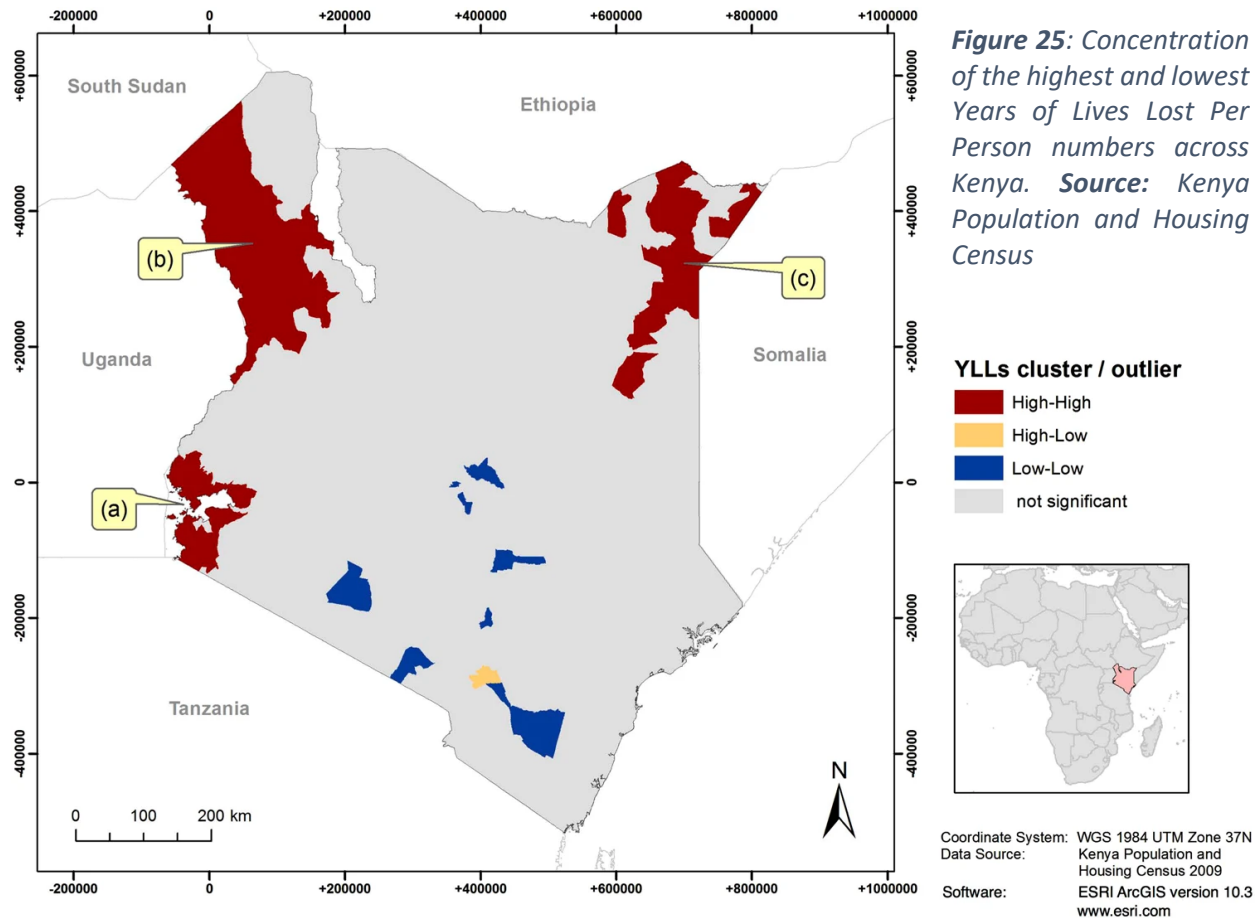 -200000 0 +200000 +400000 +600000 +800000 +1000000
+600000 +600000
+400000 +400000
+200000 +200000
0 0
-200000 -200000
-400000 -400000
South Sudan
Ethiopia
Uganda
Somalia
Tanzania
(b)
(c)
(a)
N
0 100 200 km
-200000 0 +200000 +400000 +600000 +800000 +1000000
Figure 25: Concentration
of the highest and lowest
Years of Lives Lost Per
Person numbers across
Kenya. Source: Kenya
Population and Housing
Census
YLLs cluster / outlier
High-High
High-Low
Low-Low
not significant
Coordinate System: WGS 1984 UTM Zone 37N
Data Source: Kenya Population and
Housing Census 2009
Software: ESRI ArcGIS version 10.3
www.esri.com